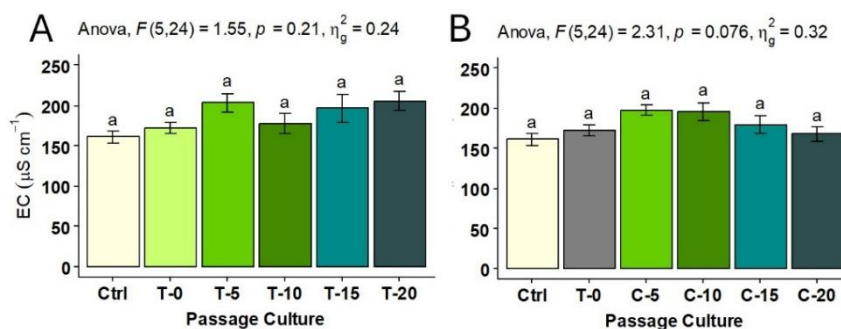 A
Anova, F(5,24) = 1.55, p = 0.21, η²g = 0.24
250
200
150
100
50
0
EC (µS cm⁻¹)
a a a a a a
Ctrl T-0 T-5 T-10 T-15 T-20
Passage Culture
B
Anova, F(5,24) = 2.31, p = 0.076, η²g = 0.32
250
200
150
100
50
0
a a a a a a
Ctrl T-0 C-5 C-10 C-15 C-20
Passage Culture